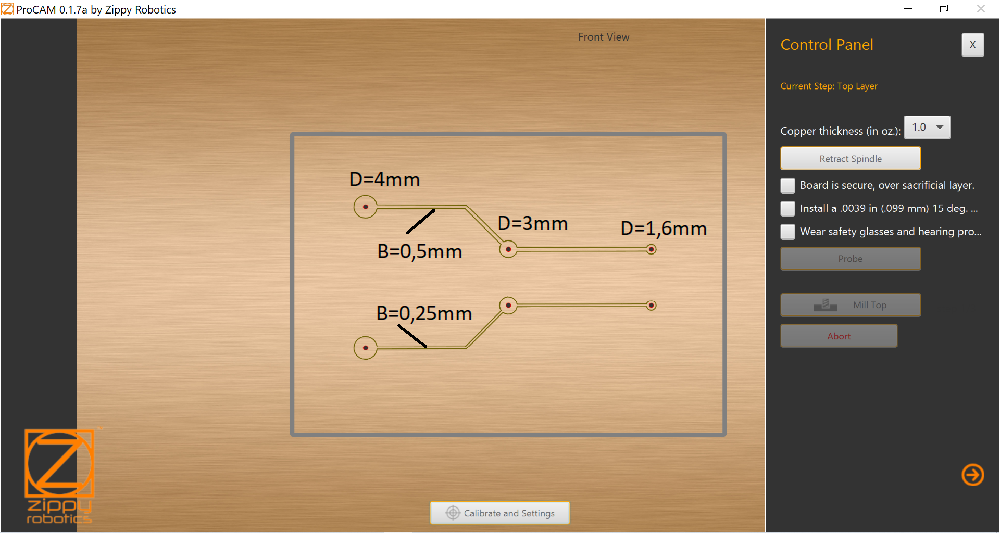 ProCAM 0.1.7a by Zippy Robotics
Front View
Control Panel
X
Current Step: Top Layer
Copper thickness (in oz.): 1.0
Retract Spindle
Board is secure, over sacrificial layer.
Install a .0039 in (.099 mm) 15 deg. ...
Wear safety glasses and hearing pro...
Probe
Mill Top
Abort
D=4mm
D=3mm
D=1,6mm
B=0,5mm
B=0,25mm
zippy
robotics
Calibrate and Settings